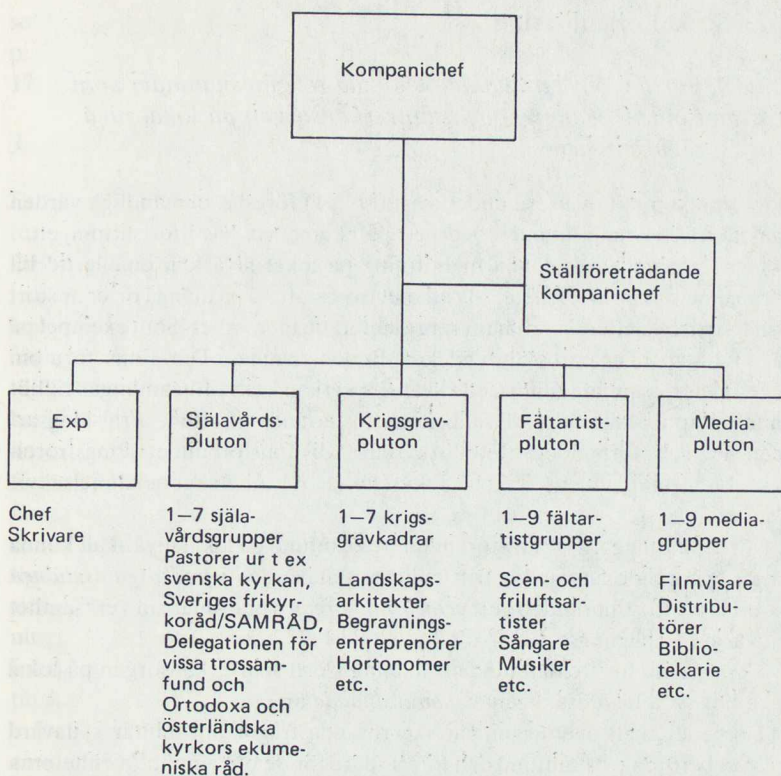 Kompanichef
Ställföreträdande
kompanichef
Exp
Själavårds-
pluton
Krigsgrav-
pluton
Fältartist-
pluton
Media-
pluton
Chef
Skrivare
1–7 själa-
vårdsgrupper
Pastorer ur t ex
svenska kyrkan,
Sveriges frikyr-
koråd/SAMRÅD,
Delegationen för
vissa trossam-
fund och
Ortodoxa och
österländska
kyrkors ekume-
niska råd.
1–7 krigs-
gravkadrar
Landskaps-
arkitekter
Begravnings-
entreprenörer
Hortonomer
etc.
1–9 fältar-
tistgrupper
Scen- och
friluftsar-
tister
Sångare
Musiker
etc.
1–9 media-
grupper
Filmvisare
Distribu-
törer
Biblio-
tekarie
etc.